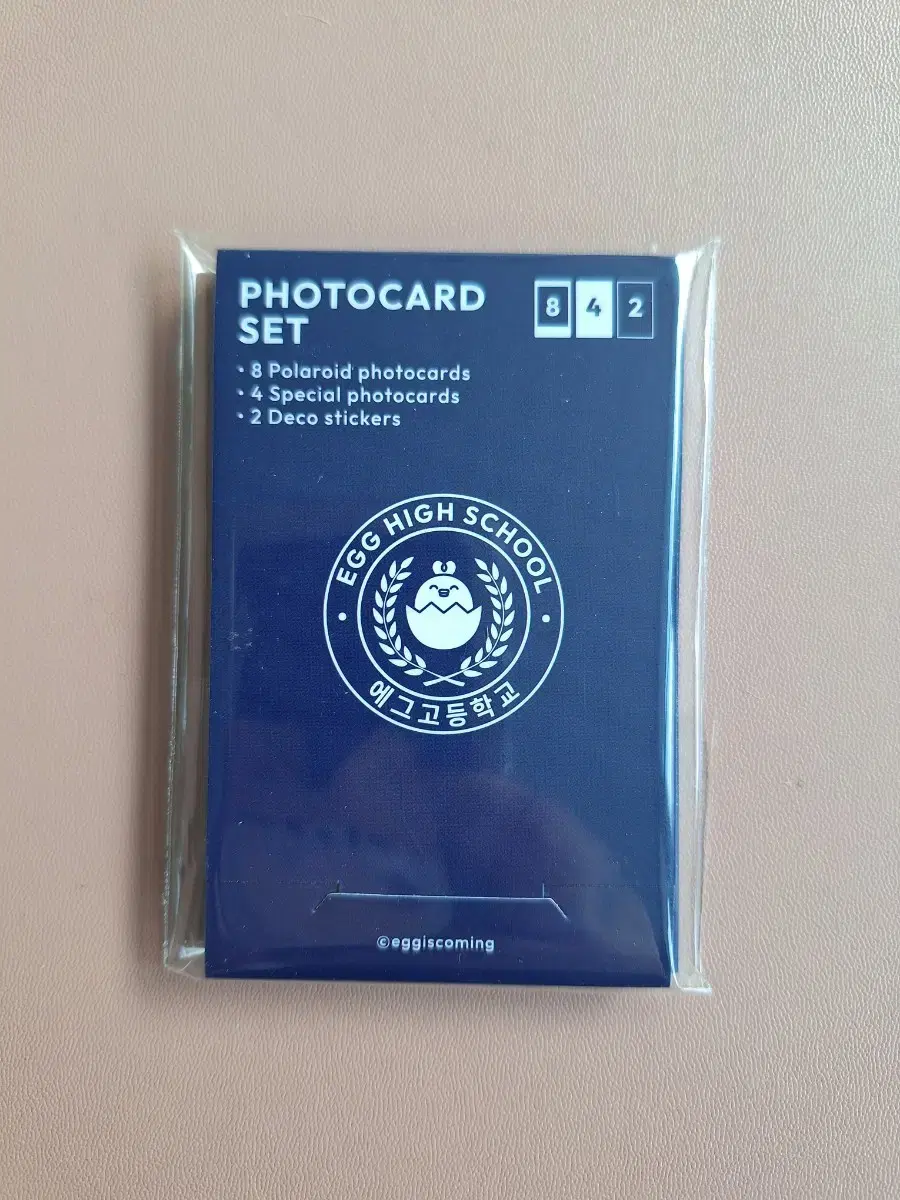 PHOTOCARD
SET
8 4 2
• 8 Polaroid photocards
• 4 Special photocards
• 2 Deco stickers
EGG HIGH SCHOOL
에그고등학교
©eggiscoming